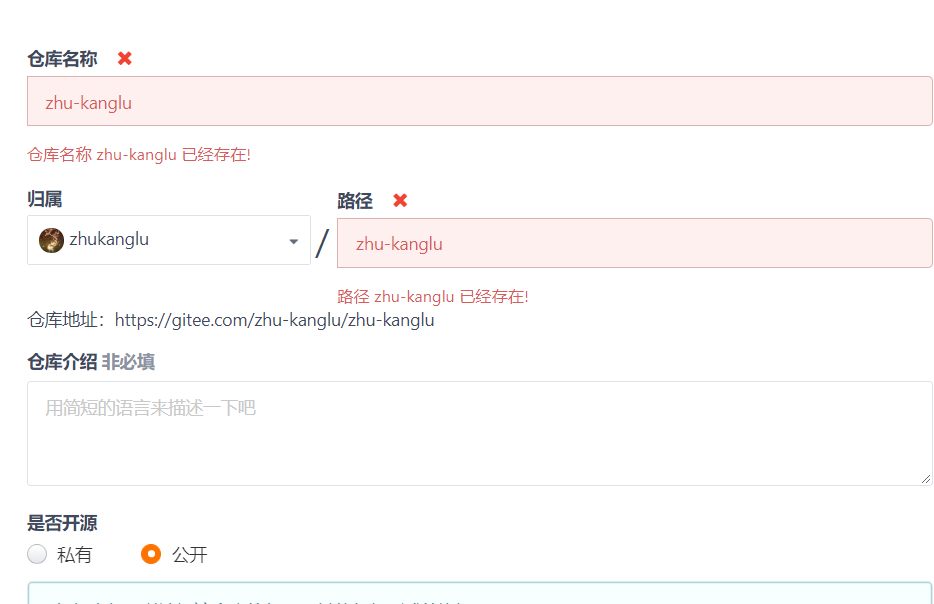 仓库名称
zhu-kanglu
仓库名称 zhu-kanglu 已经存在!
归属
路径
zhukanglu
/
zhu-kanglu
路径 zhu-kanglu 已经存在!
仓库地址：https://gitee.com/zhu-kanglu/zhu-kanglu
仓库介绍 非必填
用简短的语言来描述一下吧
是否开源
私有
公开